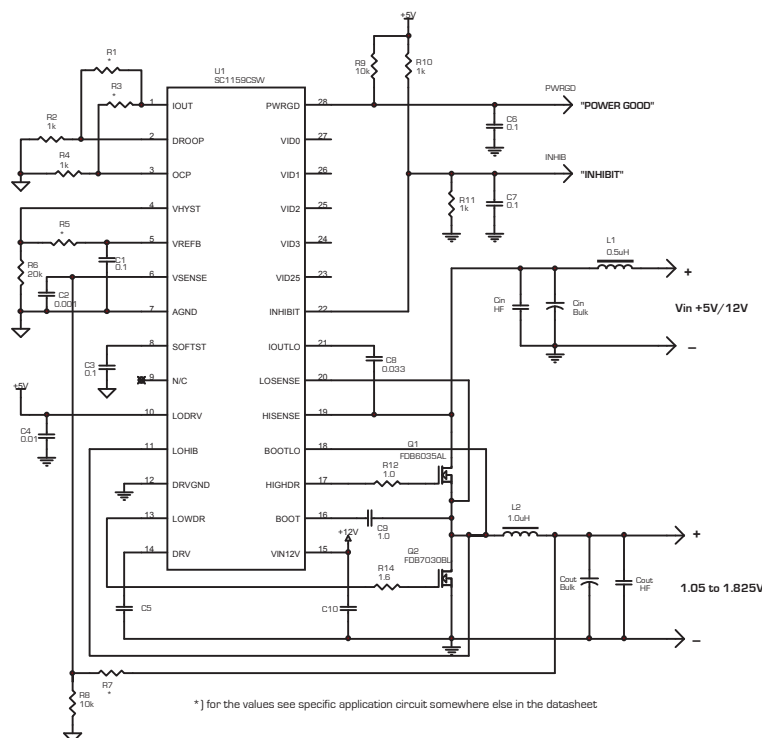 +5V
R1
*
R3
*
R2
1k
R4
1k
R5
*
R6
20k
C1
0.1
C2
0.001
C3
0.1
+5V
C4
0.01
C5
R7
*
R8
10k
U1
SC1159CSW
1 IOUT
2 DROOP
3 OCP
4 VHYST
5 VREFB
6 VSENSE
7 AGND
8 SOFTST
9 N/C
10 LODRV
11 LOHIB
12 DRVGND
13 LOWDR
14 DRV
PWRGD 28
VID0 27
VID1 26
VID2 25
VID3 24
VID25 23
INHIBIT 22
IOUTLO 21
LOSENSE 20
HISENSE 19
BOOTLO 18
HIGHDR 17
BOOT 16
VIN12V 15
R9
10k
R10
1k
PWRGD
"POWER GOOD"
C6
0.1
INHIB
"INHIBIT"
R11
1k
C7
0.1
L1
0.5uH
+
Cin
HF
Cin
Bulk
Vin +5V/12V
–
C8
0.033
Q1
FDB6035AL
R12
1.0
C9
1.0
+12V
L2
1.0uH
+
Q2
FDB7030BL
R14
1.6
C10
Cout
Bulk
Cout
HF
1.05 to 1.825V
–
*) for the values see specific application circuit somewhere else in the datasheet